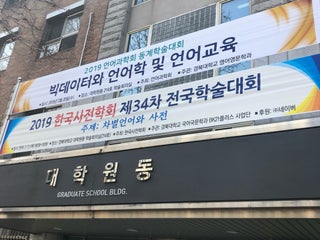 2019 언어과학회 동계학술대회
빅데이터와 언어학 및 언어교육
2019 한국사전학회 제34차 전국학술대회
주제: 차별언어와 사전
대학원동
GRADUATE SCHOOL BLDG.